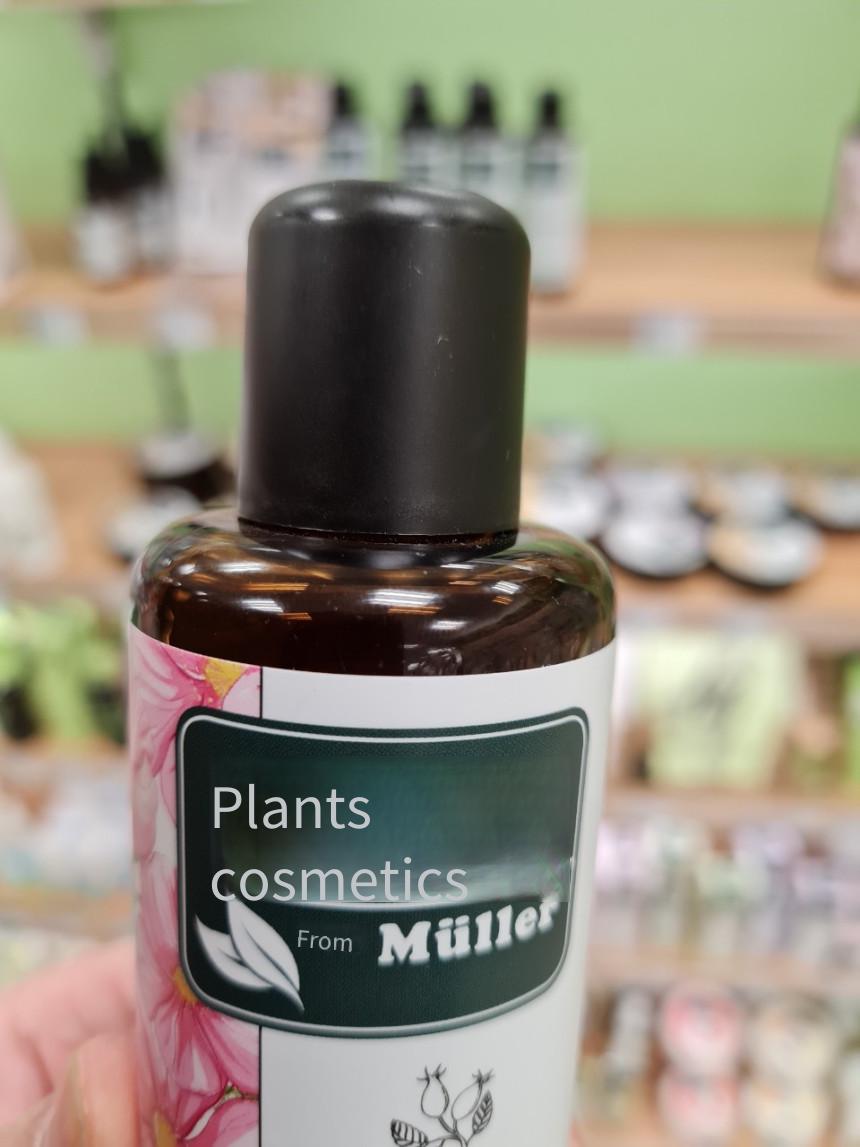 Plants
cosmetics
From Müller